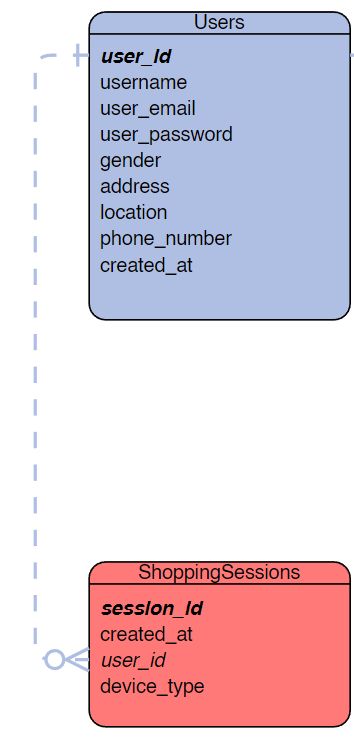 Users
user_id
username
user_email
user_password
gender
address
location
phone_number
created_at
ShoppingSessions
session_id
created_at
user_id
device_type